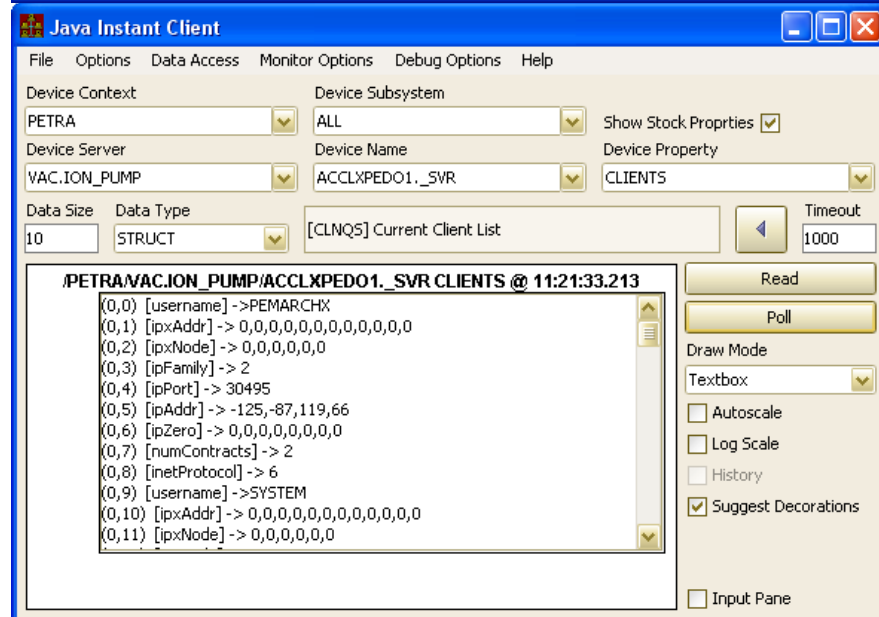 Java Instant Client
File Options Data Access Monitor Options Debug Options Help
Device Context Device Subsystem
PETRA ALL Show Stock Proprties
Device Server Device Name Device Property
VAC.ION_PUMP ACCLXPEDO1._SVR CLIENTS
Data Size Data Type Timeout
10 STRUCT [CLNQS] Current Client List 1000
/PETRA/VAC.ION_PUMP/ACCLXPEDO1._SVR CLIENTS @ 11:21:33.213
(0,0) [username] ->PEMARCHX
(0,1) [ipxAddr] -> 0,0,0,0,0,0,0,0,0,0,0,0
(0,2) [ipxNode] -> 0,0,0,0,0,0
(0,3) [ipFamily] -> 2
(0,4) [ipPort] -> 30495
(0,5) [ipAddr] -> -125,-87,119,66
(0,6) [ipZero] -> 0,0,0,0,0,0,0,0
(0,7) [numContracts] -> 2
(0,8) [inetProtocol] -> 6
(0,9) [username] ->SYSTEM
(0,10) [ipxAddr] -> 0,0,0,0,0,0,0,0,0,0,0,0
(0,11) [ipxNode] -> 0,0,0,0,0,0
Read
Poll
Draw Mode
Textbox
Autoscale
Log Scale
History
Suggest Decorations
Input Pane